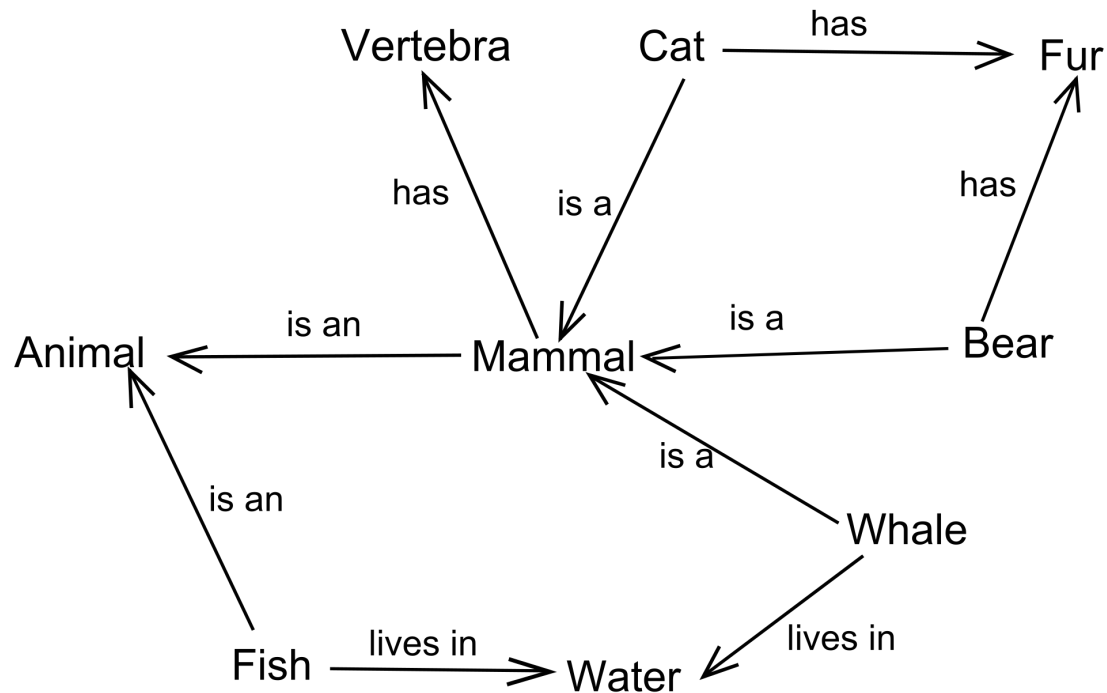 Vertebra
Cat
has
Fur
has
is a
has
Animal
is an
Mammal
is a
Bear
is an
is a
Whale
Fish
lives in
Water
lives in